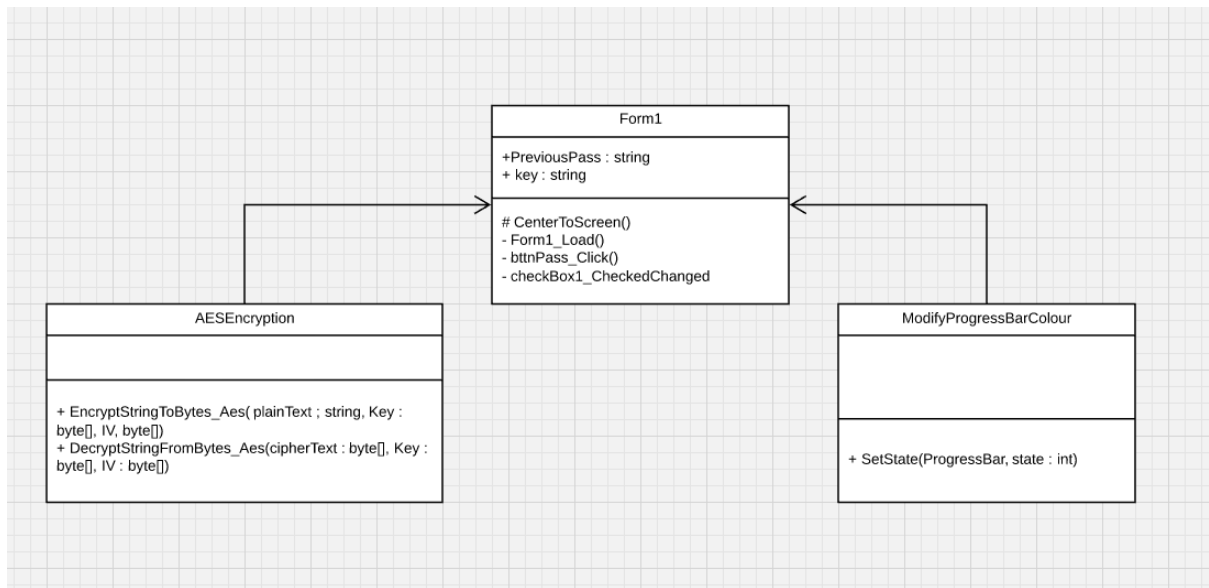 Form1
+PreviousPass : string
+ key : string
# CenterToScreen()
- Form1_Load()
- bttnPass_Click()
- checkBox1_CheckedChanged
AESEncryption
+ EncryptStringToBytes_Aes( plainText ; string, Key :
byte[], IV, byte[])
+ DecryptStringFromBytes_Aes(cipherText : byte[], Key :
byte[], IV : byte[])
ModifyProgressBarColour
+ SetState(ProgressBar, state : int)